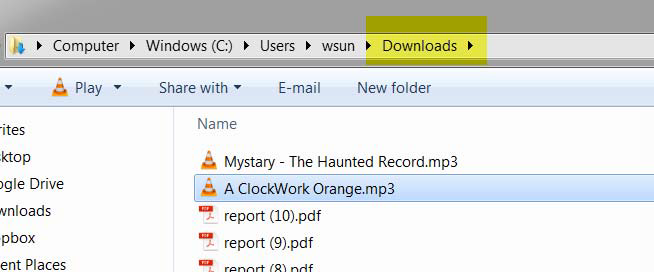 Computer Windows (C:) Users wsun Downloads
Play Share with E-mail New folder
Name
rites
Mystary - The Haunted Record.mp3
sktop
A ClockWork Orange.mp3
ogle Drive
report (10).pdf
wnloads
report (9).pdf
pbox
report (8).pdf
ent Places